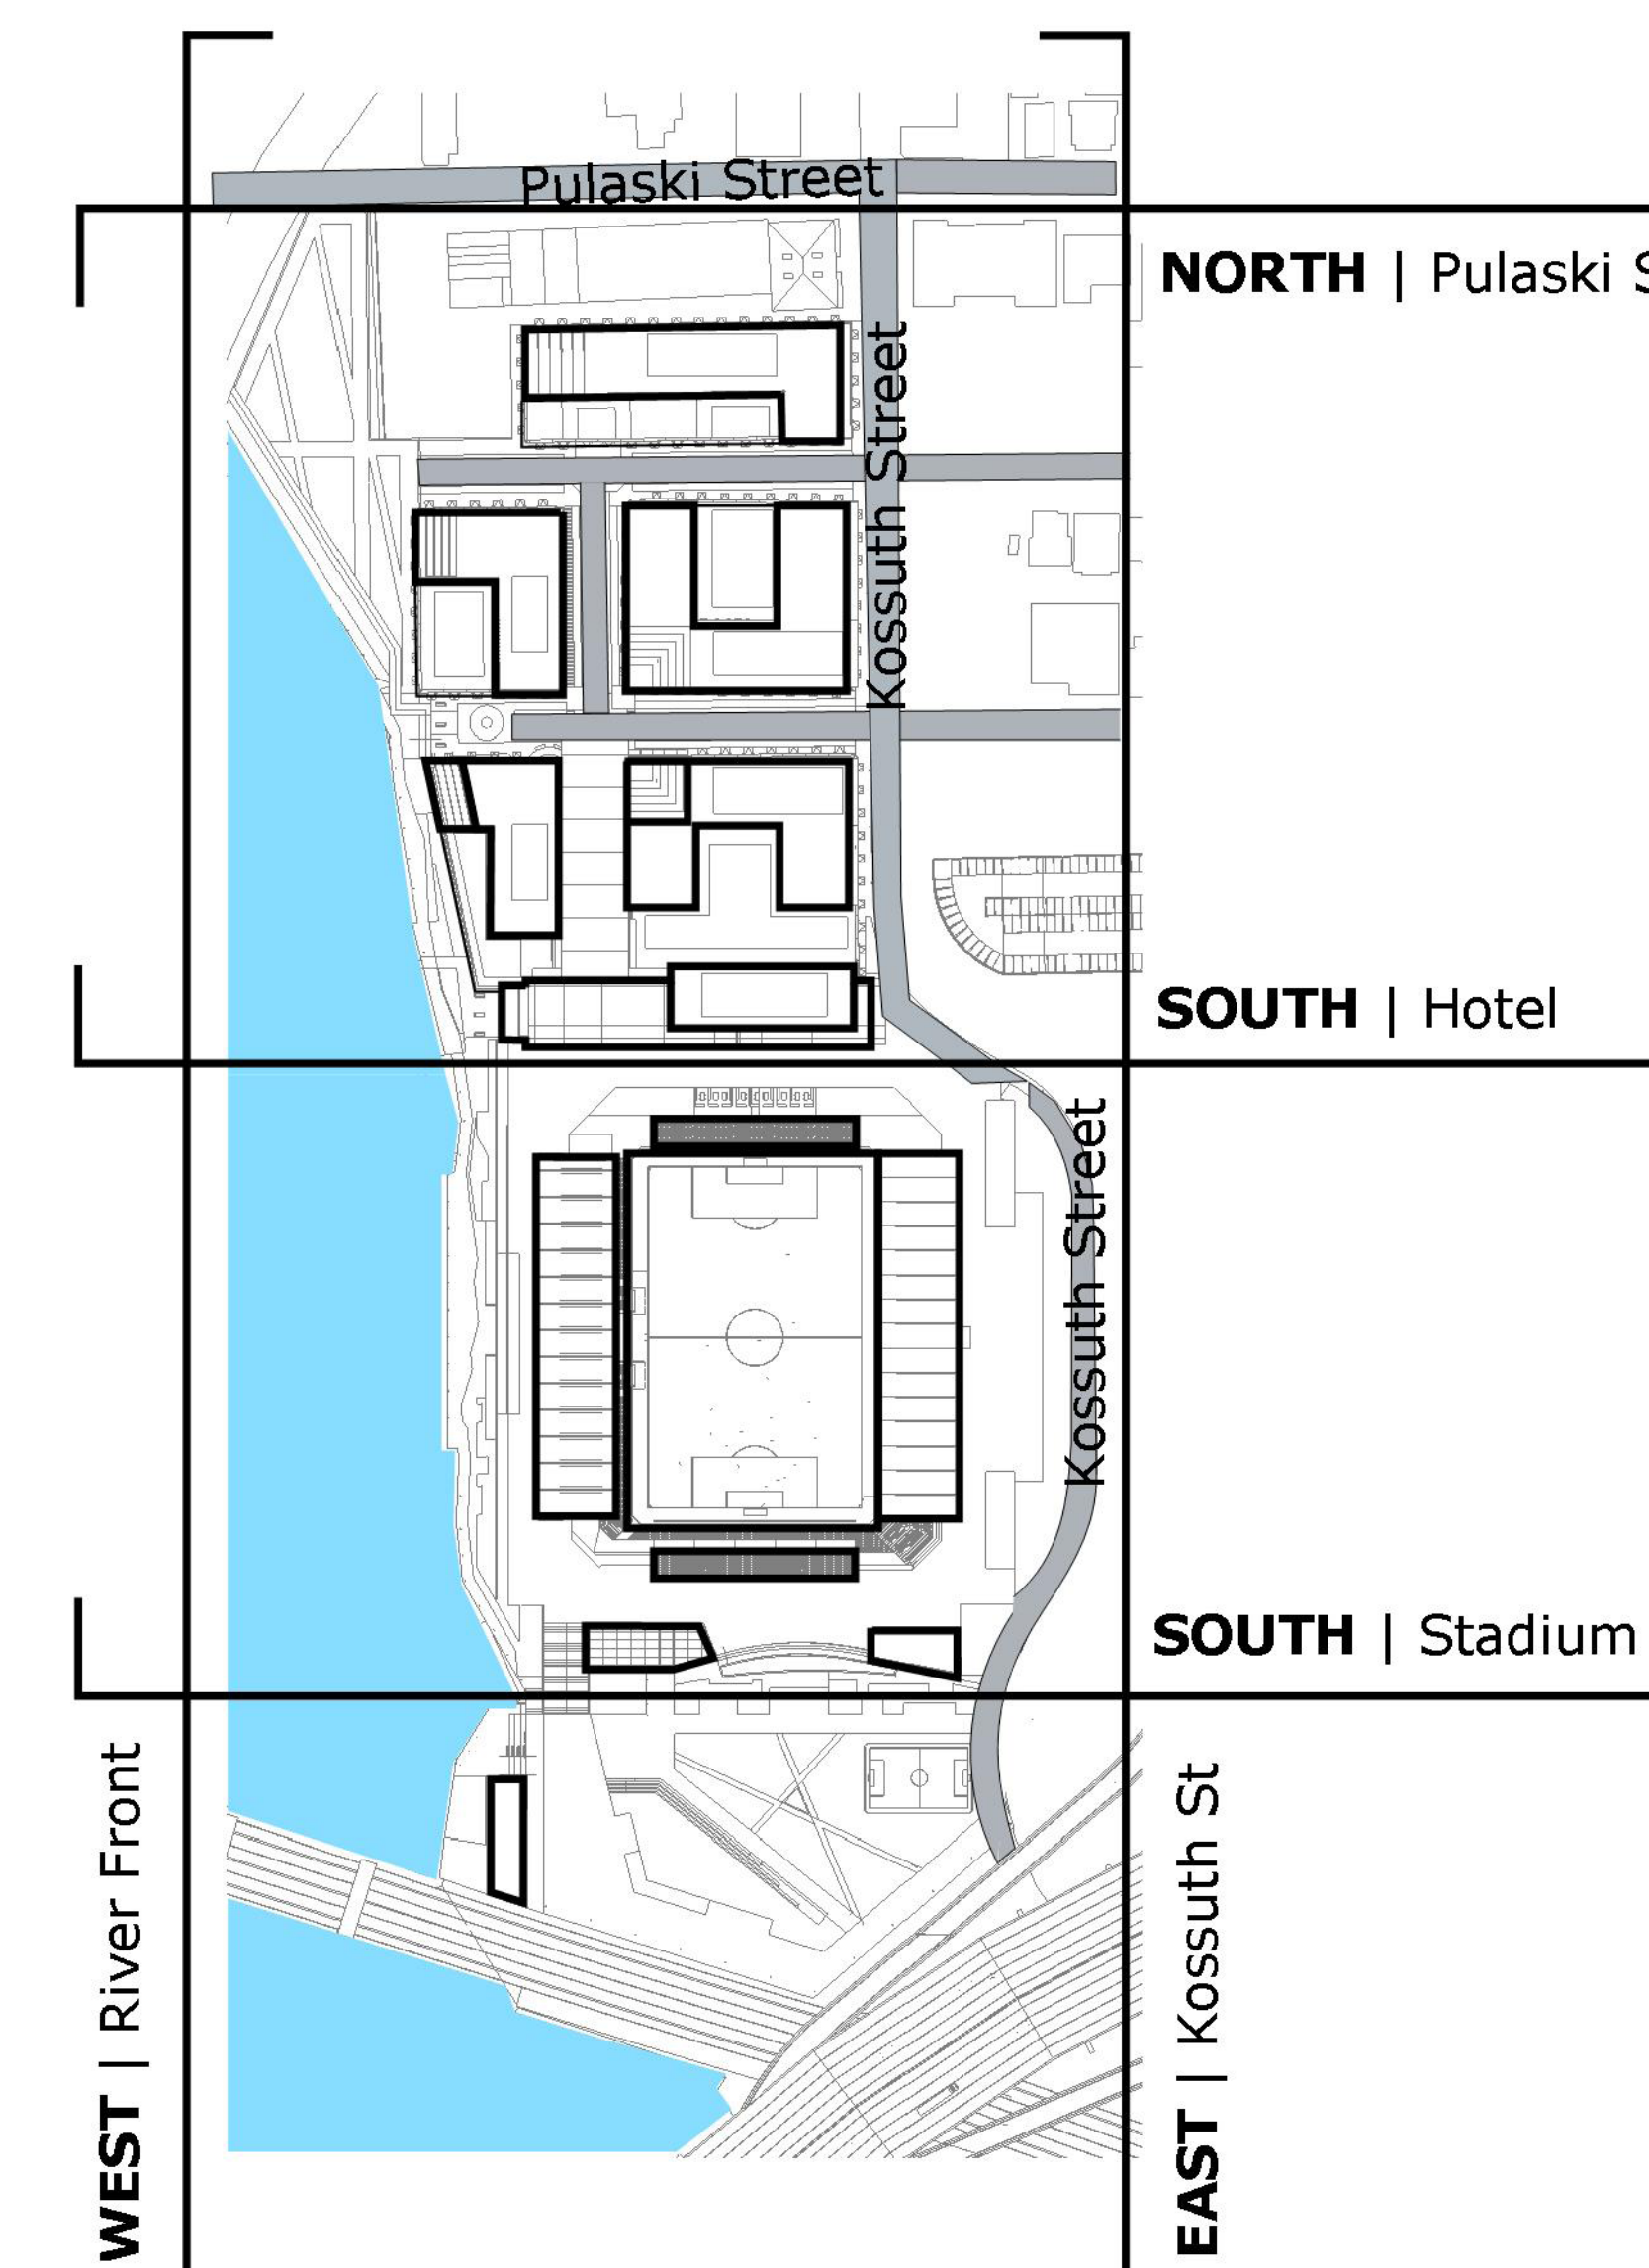 Pulaski Street
NORTH | Pulaski S
Kossuth Street
SOUTH | Hotel
Kossuth Street
SOUTH | Stadium
WEST | River Front
EAST | Kossuth St